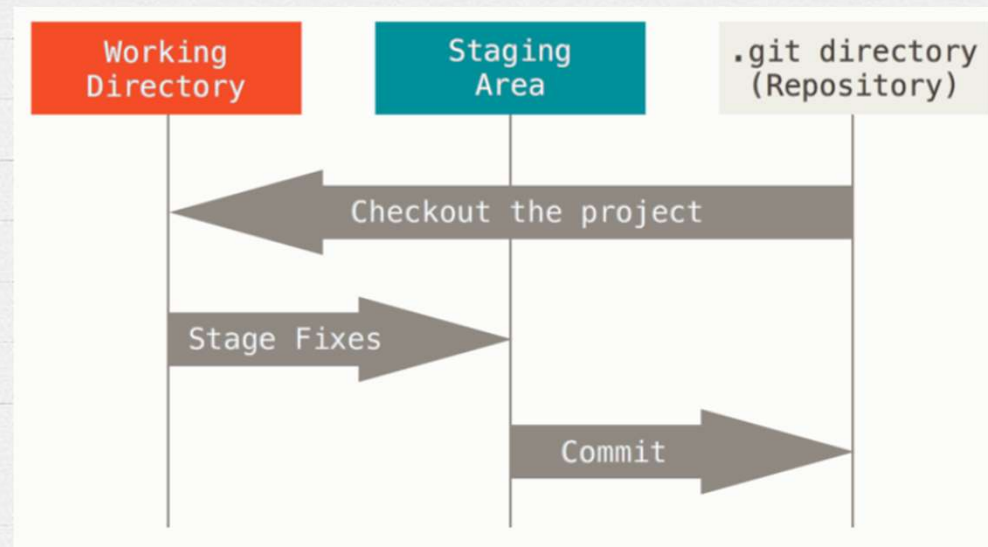 Working
Directory
Staging
Area
.git directory
(Repository)
Checkout the project
Stage Fixes
Commit